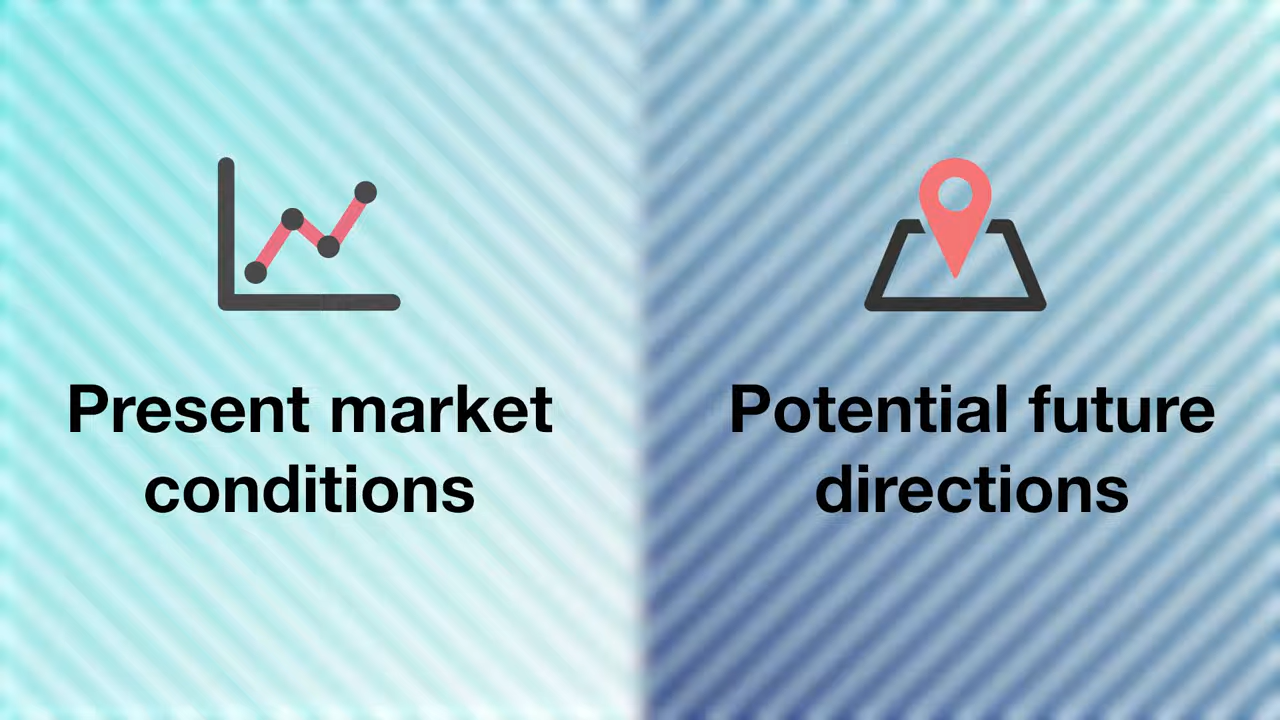 Present market
conditions
Potential future
directions